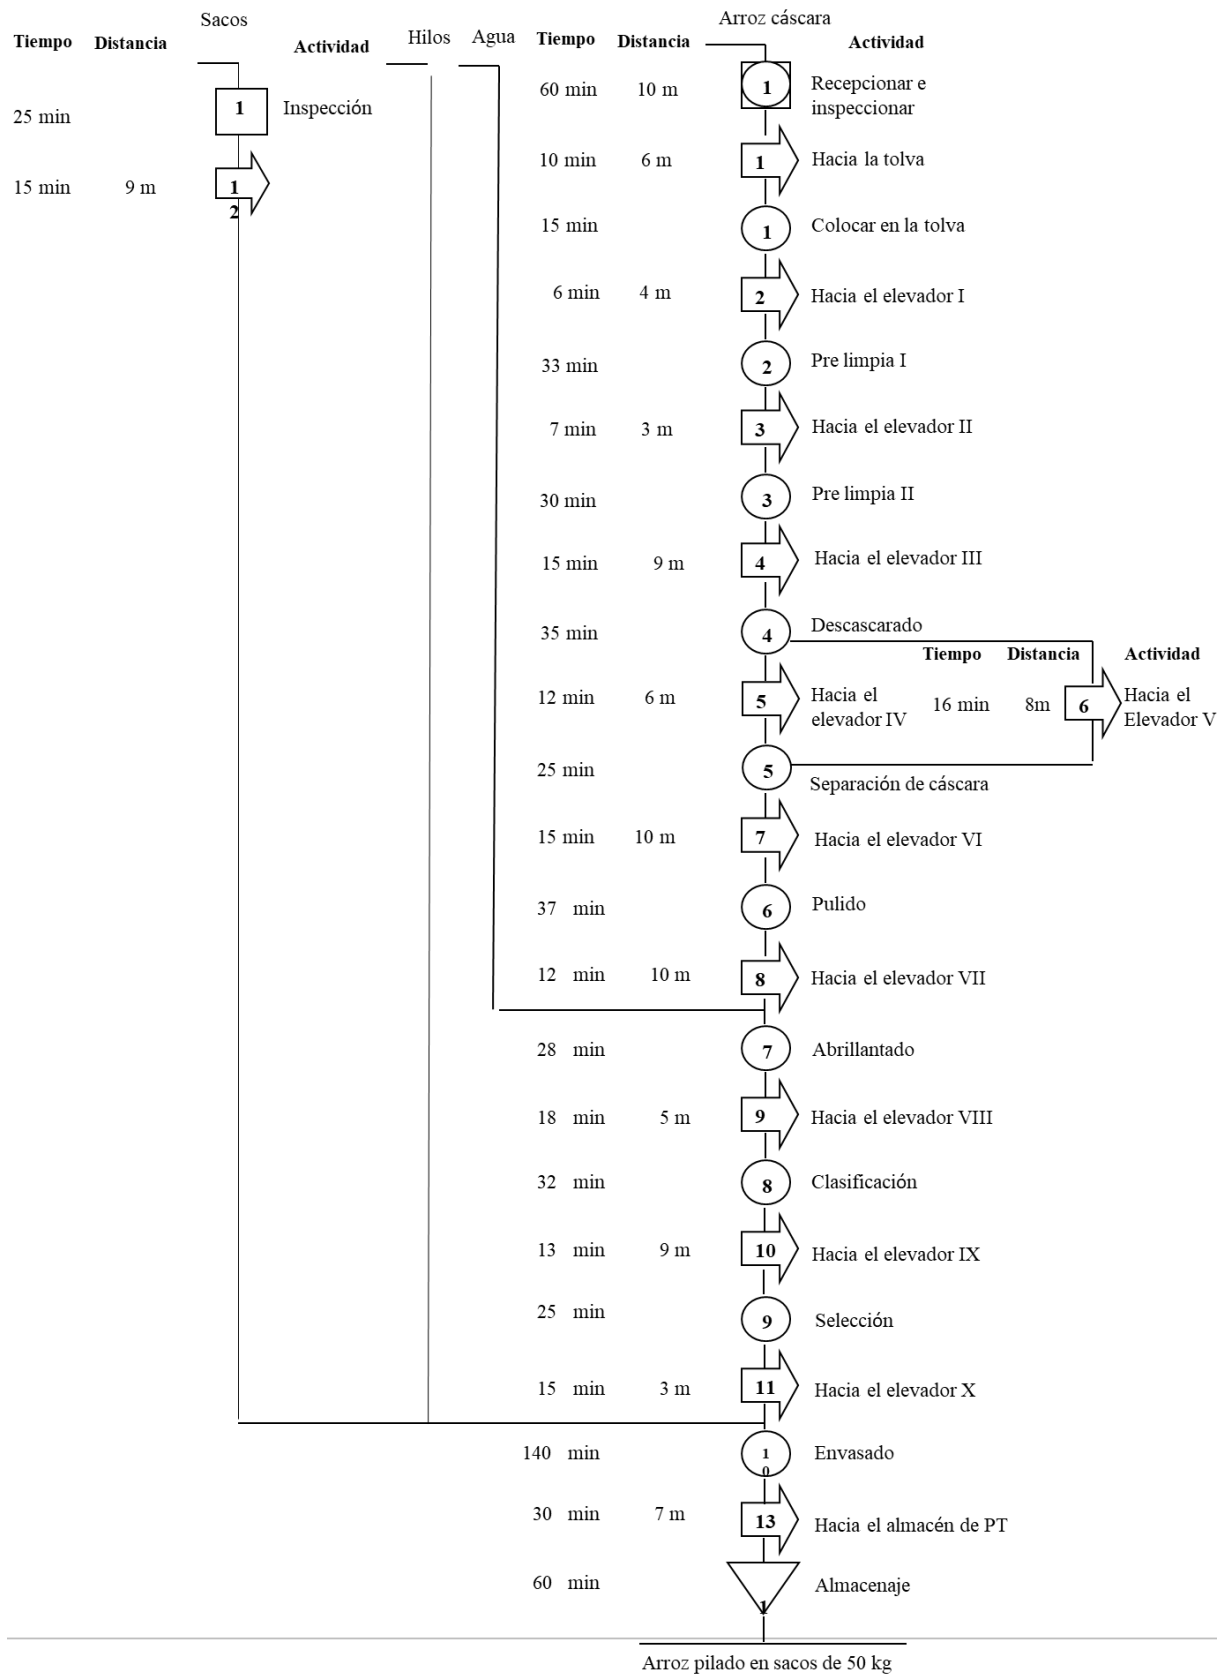 Sacos
Tiempo Distancia Actividad
Hilos Agua
Arroz cáscara
Tiempo Distancia Actividad
25 min 1 Inspección
15 min 9 m 1
2
60 min 10 m 1 Recepcionar e
inspeccionar
10 min 6 m 1 Hacia la tolva
15 min 1 Colocar en la tolva
6 min 4 m 2 Hacia el elevador I
33 min 2 Pre limpia I
7 min 3 m 3 Hacia el elevador II
30 min 3 Pre limpia II
15 min 9 m 4 Hacia el elevador III
35 min 4 Descascarado
Tiempo Distancia Actividad
12 min 6 m 5 Hacia el
elevador IV
16 min 8m 6 Hacia el
Elevador V
25 min 5 Separación de cáscara
15 min 10 m 7 Hacia el elevador VI
37 min 6 Pulido
12 min 10 m 8 Hacia el elevador VII
28 min 7 Abrillantado
18 min 5 m 9 Hacia el elevador VIII
32 min 8 Clasificación
13 min 9 m 10 Hacia el elevador IX
25 min 9 Selección
15 min 3 m 11 Hacia el elevador X
140 min 1
0 Envasado
30 min 7 m 13 Hacia el almacén de PT
60 min 1 Almacenaje
Arroz pilado en sacos de 50 kg